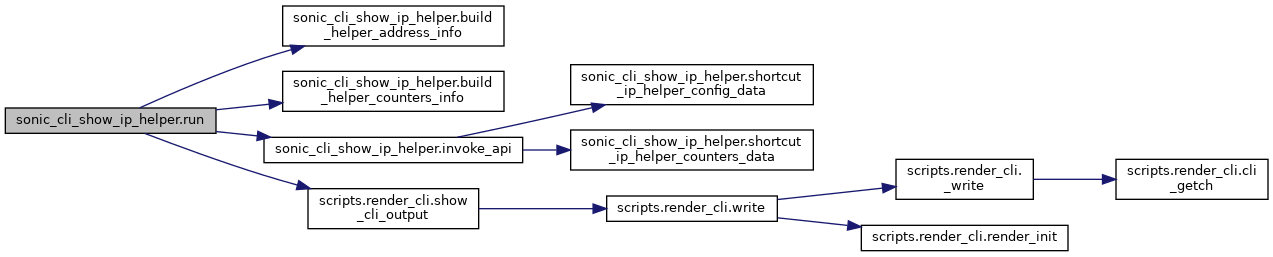 sonic_cli_show_ip_helper.build
_helper_address_info
sonic_cli_show_ip_helper.build
_helper_counters_info
sonic_cli_show_ip_helper.run
sonic_cli_show_ip_helper.invoke_api
scripts.render_cli.show
_cli_output
sonic_cli_show_ip_helper.shortcut
_ip_helper_config_data
sonic_cli_show_ip_helper.shortcut
_ip_helper_counters_data
scripts.render_cli.write
scripts.render_cli.
_write
scripts.render_cli.render_init
scripts.render_cli.cli
_getch